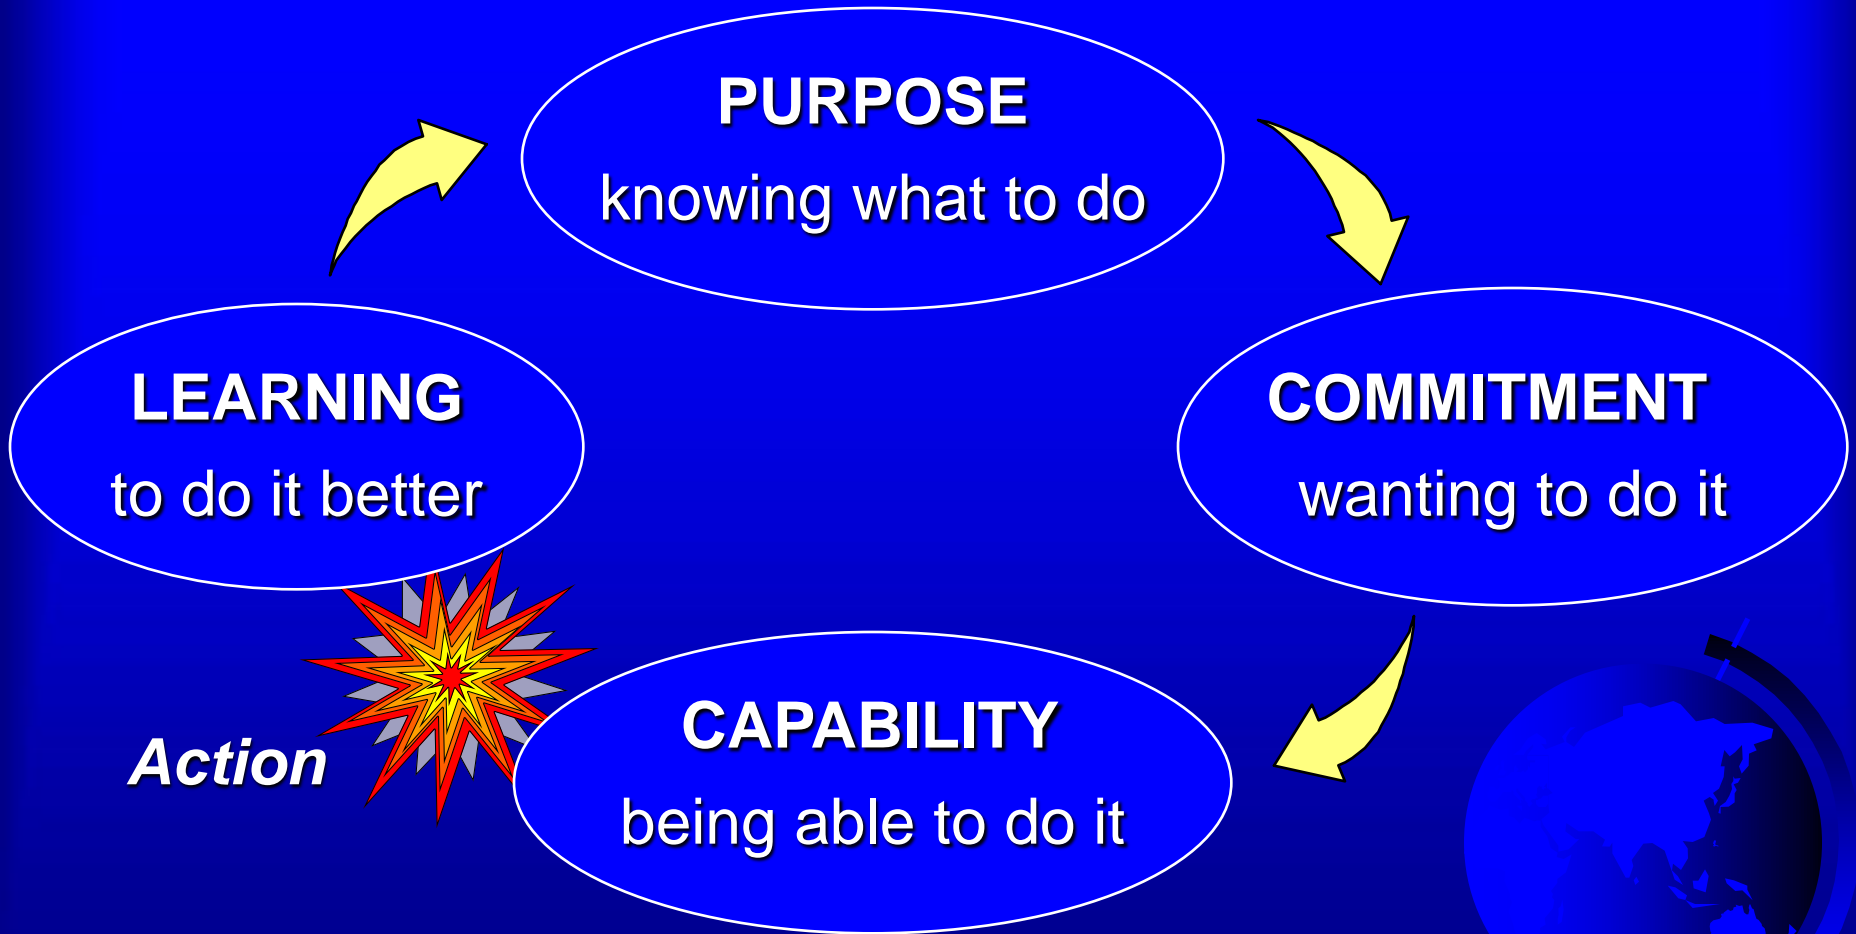 PURPOSE
knowing what to do
LEARNING
to do it better
COMMITMENT
wanting to do it
Action
CAPABILITY
being able to do it